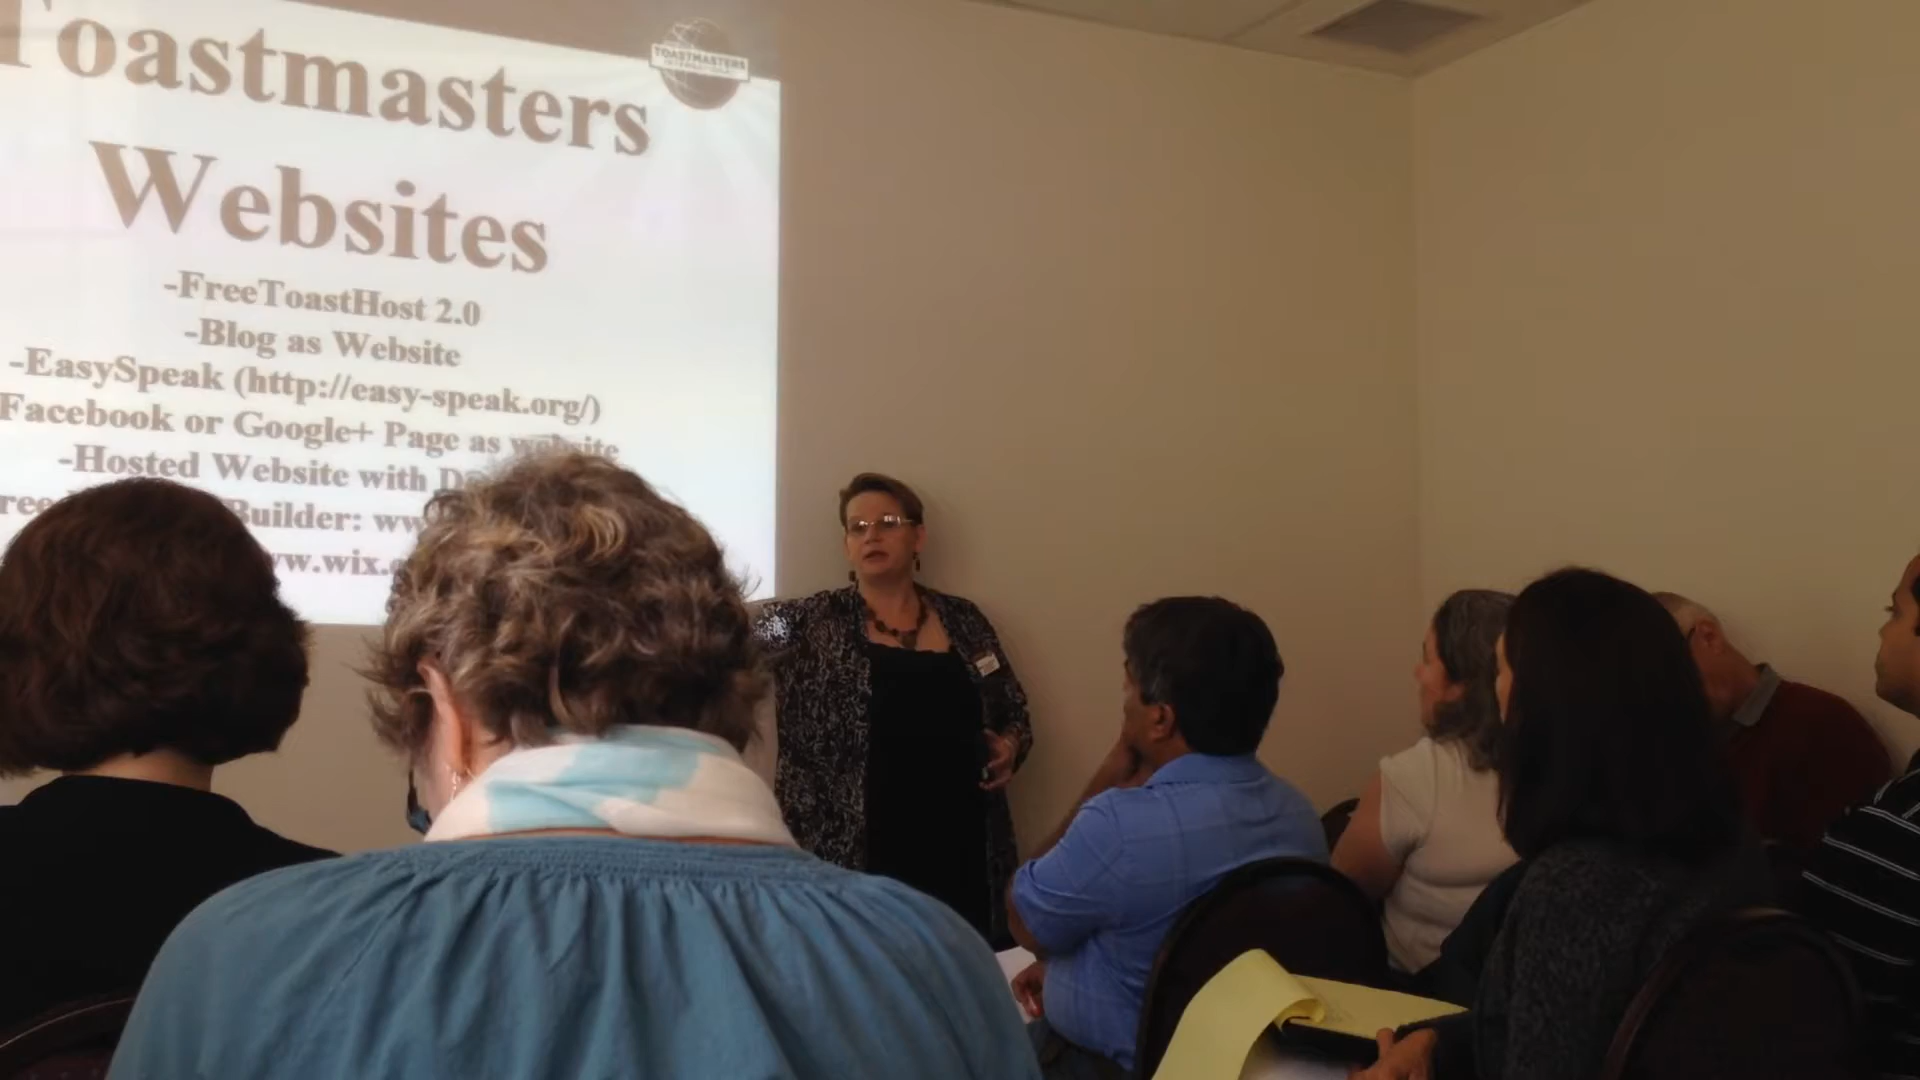 Toastmasters
TOASTMASTERS
INTERNATIONAL
Websites
-FreeToastHost 2.0
-Blog as Website
-EasySpeak (http://easy-speak.org/)
Facebook or Google+ Page as website
-Hosted Website with
Builder: